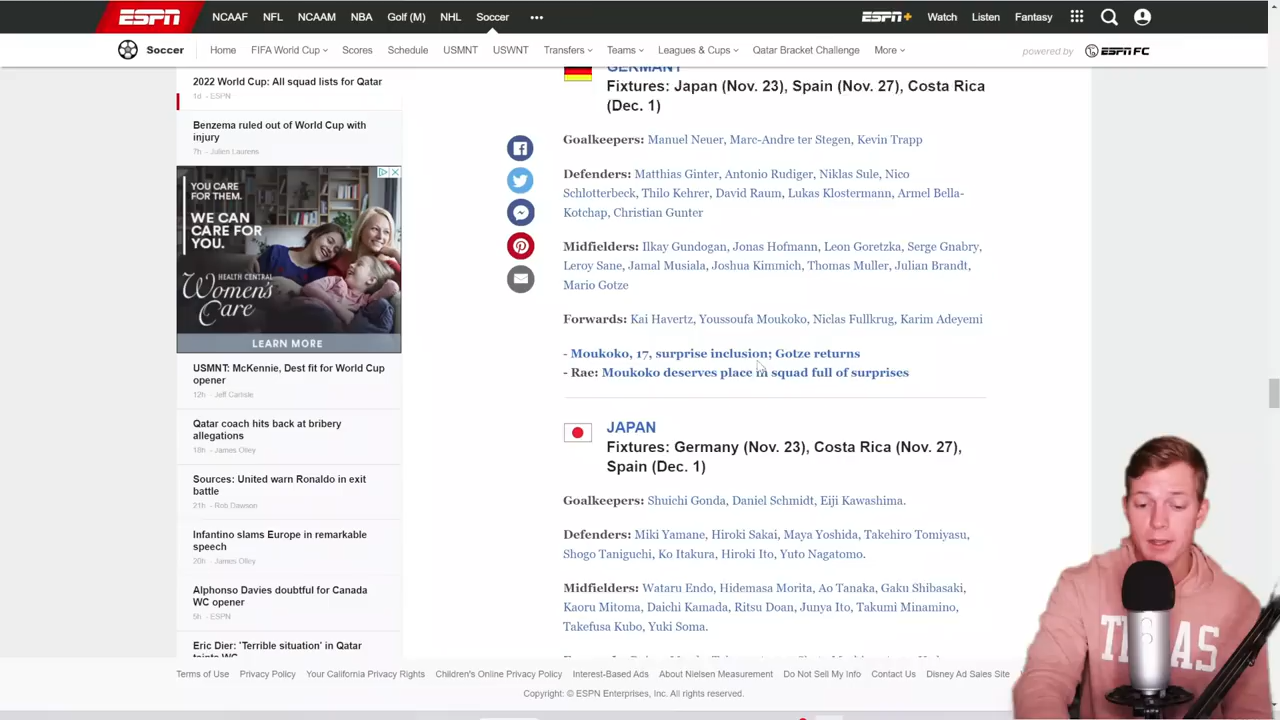 ESPN NCAAF NFL NCAAM NBA Golf (M) NHL Soccer ESPN+ Watch Listen Fantasy
Soccer Home FIFA World Cup Scores Schedule USMNT USWNT Transfers Teams Leagues & Cups Qatar Bracket Challenge More powered by ESPN FC
2022 World Cup: All squad lists for Qatar
1d - ESPN
Benzema ruled out of World Cup with
injury
7h - Julien Laurens
YOU CARE
FOR THEM.
WE CAN
CARE FOR
YOU.
HEALTH CENTRAL
Women's
Care
LEARN MORE
USMNT: McKennie, Dest fit for World Cup
opener
12h - Jeff Carlisle
Qatar coach hits back at bribery
allegations
18h - James Olley
Sources: United warn Ronaldo in exit
battle
21h - Rob Dawson
Infantino slams Europe in remarkable
speech
20h - James Olley
Alphonso Davies doubtful for Canada
WC opener
5h - ESPN
Eric Dier: 'Terrible situation' in Qatar
GERMANY
Fixtures: Japan (Nov. 23), Spain (Nov. 27), Costa Rica
(Dec. 1)
Goalkeepers: Manuel Neuer, Marc-Andre ter Stegen, Kevin Trapp
Defenders: Matthias Ginter, Antonio Rudiger, Niklas Sule, Nico
Schlotterbeck, Thilo Kehrer, David Raum, Lukas Klostermann, Armel Bella-
Kotchap, Christian Gunter
Midfielders: Ilkay Gundogan, Jonas Hofmann, Leon Goretzka, Serge Gnabry,
Leroy Sane, Jamal Musiala, Joshua Kimmich, Thomas Muller, Julian Brandt,
Mario Gotze
Forwards: Kai Havertz, Youssoufa Moukoko, Niclas Fullkrug, Karim Adeyemi
- Moukoko, 17, surprise inclusion; Gotze returns
- Rae: Moukoko deserves place in squad full of surprises
JAPAN
Fixtures: Germany (Nov. 23), Costa Rica (Nov. 27),
Spain (Dec. 1)
Goalkeepers: Shuichi Gonda, Daniel Schmidt, Eiji Kawashima.
Defenders: Miki Yamane, Hiroki Sakai, Maya Yoshida, Takehiro Tomiyasu,
Shogo Taniguchi, Ko Itakura, Hiroki Ito, Yuto Nagatomo.
Midfielders: Wataru Endo, Hidemasa Morita, Ao Tanaka, Gaku Shibasaki,
Kaoru Mitoma, Daichi Kamada, Ritsu Doan, Junya Ito, Takumi Minamino,
Takefusa Kubo, Yuki Soma.
Terms of Use Privacy Policy Your California Privacy Rights Children's Online Privacy Policy Interest-Based Ads About Nielsen Measurement Do Not Sell My Info Contact Us Disney Ad Sales Site
Copyright: © ESPN Enterprises, Inc. All rights reserved.